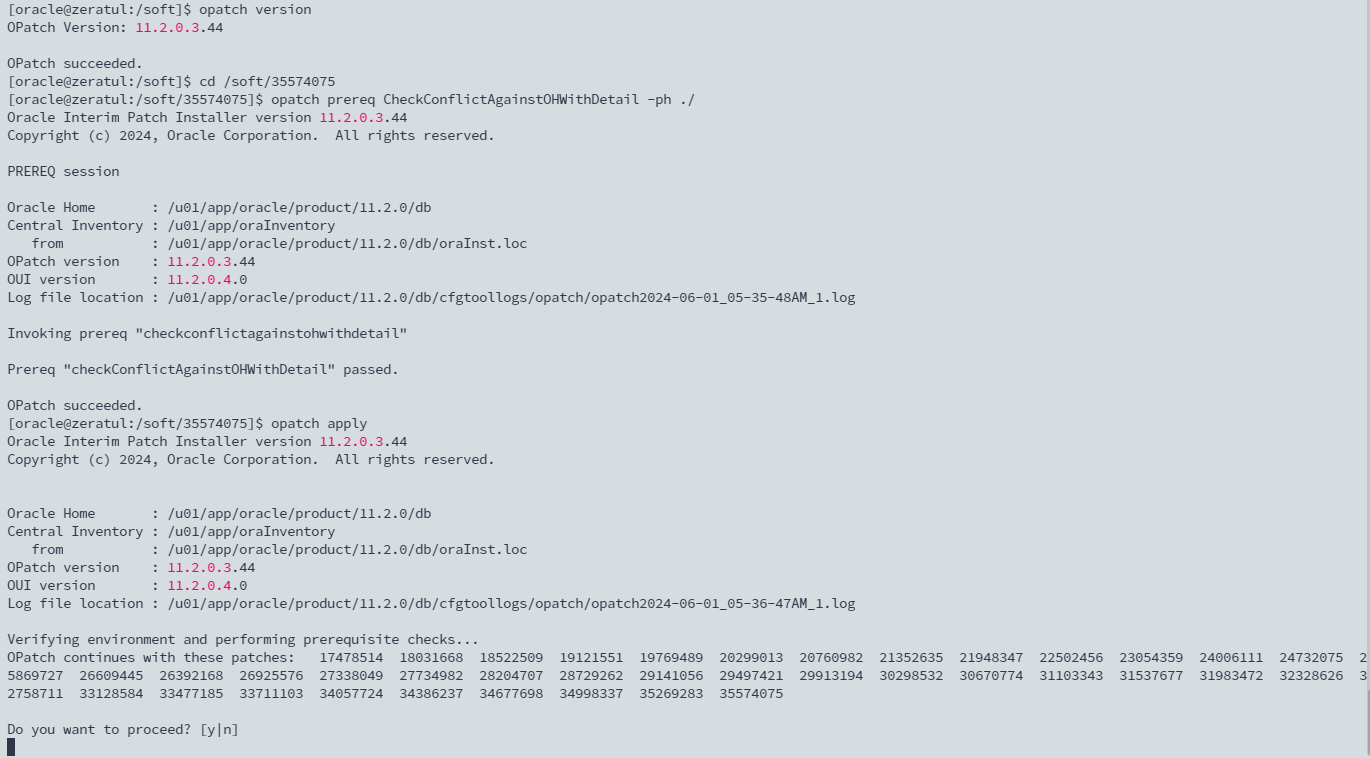 [oracle@zeratul:/soft]$ opatch version
OPatch Version: 11.2.0.3.44
OPatch succeeded.
[oracle@zeratul:/soft]$ cd /soft/35574075
[oracle@zeratul:/soft/35574075]$ opatch prereq CheckConflictAgainstOHWithDetail -ph ./
Oracle Interim Patch Installer version 11.2.0.3.44
Copyright (c) 2024, Oracle Corporation.  All rights reserved.
PREREQ session
Oracle Home       : /u01/app/oracle/product/11.2.0/db
Central Inventory : /u01/app/oraInventory
   from           : /u01/app/oracle/product/11.2.0/db/oraInst.loc
OPatch version    : 11.2.0.3.44
OUI version       : 11.2.0.4.0
Log file location : /u01/app/oracle/product/11.2.0/db/cfgtoollogs/opatch/opatch2024-06-01_05-35-48AM_1.log
Invoking prereq "checkconflictagainstohwithdetail"
Prereq "checkConflictAgainstOHWithDetail" passed.
OPatch succeeded.
[oracle@zeratul:/soft/35574075]$ opatch apply
Oracle Interim Patch Installer version 11.2.0.3.44
Copyright (c) 2024, Oracle Corporation.  All rights reserved.
Oracle Home       : /u01/app/oracle/product/11.2.0/db
Central Inventory : /u01/app/oraInventory
   from           : /u01/app/oracle/product/11.2.0/db/oraInst.loc
OPatch version    : 11.2.0.3.44
OUI version       : 11.2.0.4.0
Log file location : /u01/app/oracle/product/11.2.0/db/cfgtoollogs/opatch/opatch2024-06-01_05-36-47AM_1.log
Verifying environment and performing prerequisite checks...
OPatch continues with these patches:   17478514  18031668  18522509  19121551  19769489  20299013  20760982  21352635  21948347  22502456  23054359  24006111  24732075  2
5869727  26609445  26392168  26925576  27338049  27734982  28204707  28729262  29141056  29497421  29913194  30298532  30670774  31103343  31537677  31983472  32328626  3
2758711  33128584  33477185  33711103  34057724  34386237  34677698  34998337  35269283  35574075
Do you want to proceed? [y|n]